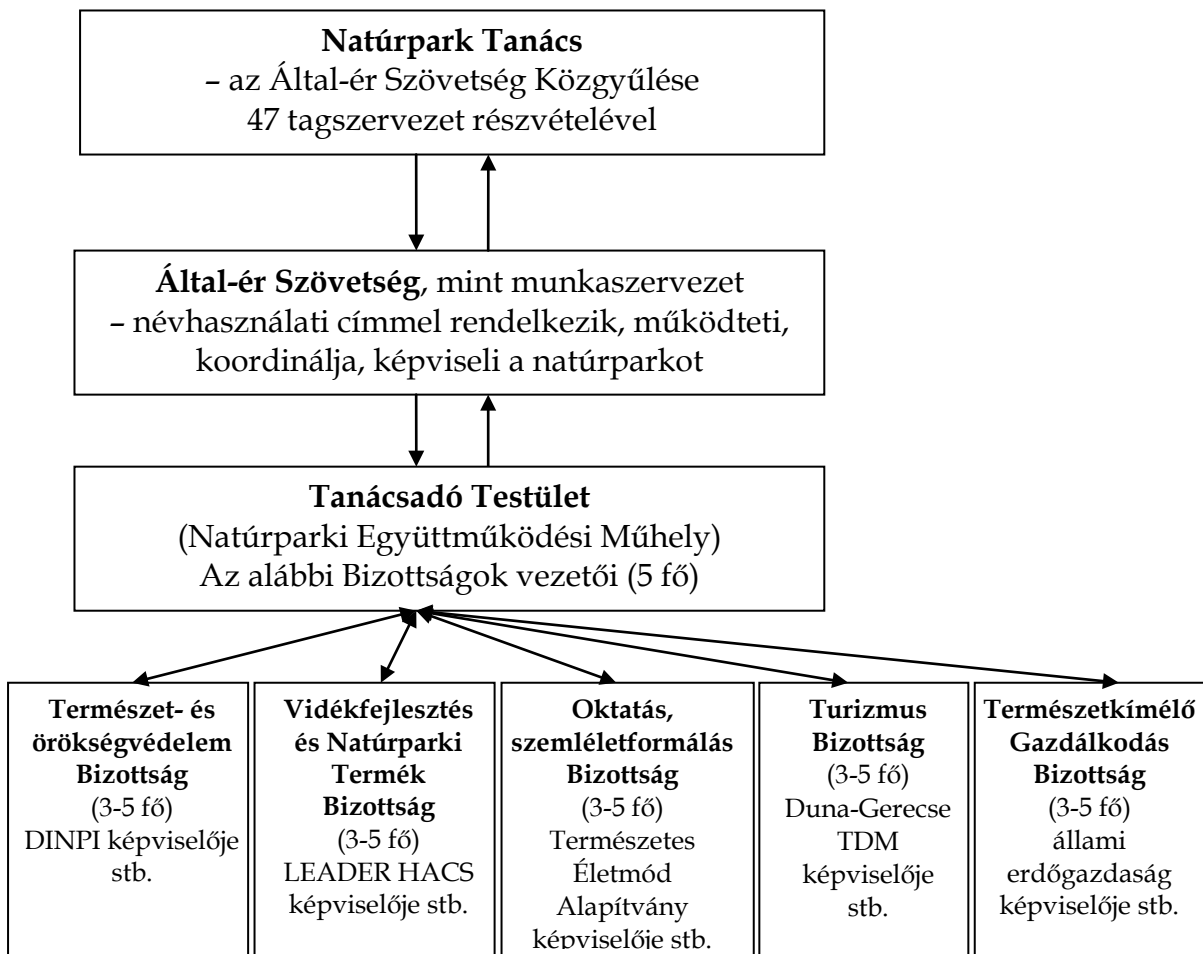 Natúrpark Tanács
– az Által-ér Szövetség Közgyűlése
47 tagszervezet részvételével
Által-ér Szövetség, mint munkaszervezet
– névhasználati címmel rendelkezik, működteti,
koordinálja, képviseli a natúrparkot
Tanácsadó Testület
(Natúrparki Együttműködési Műhely)
Az alábbi Bizottságok vezetői (5 fő)
Természet- és
örökségvédelem
Bizottság
(3-5 fő)
DINPI képviselője
stb.
Vidékfejlesztés
és Natúrparki
Termék
Bizottság
(3-5 fő)
LEADER HACS
képviselője stb.
Oktatás,
szemléletformálás
Bizottság
(3-5 fő)
Természetes
Életmód
Alapítvány
képviselője stb.
Turizmus
Bizottság
(3-5 fő)
Duna-Gerecse
TDM
képviselője
stb.
Természetkímélő
Gazdálkodás
Bizottság
(3-5 fő)
állami
erdőgazdaság
képviselője stb.